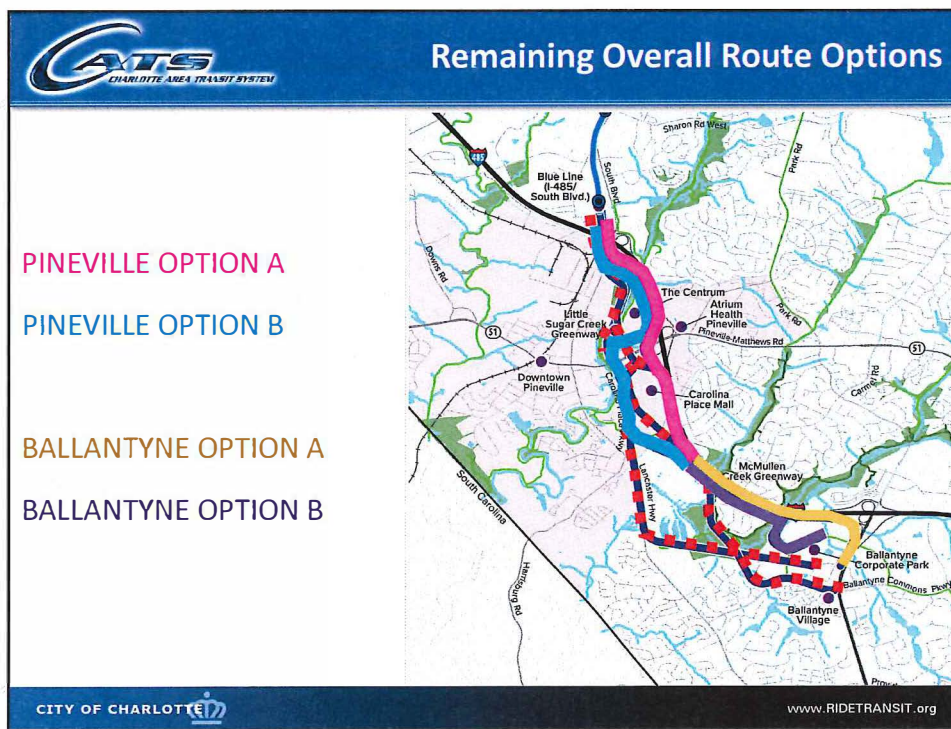 CATS
CHARLOTTE AREA TRANSIT SYSTEM
Remaining Overall Route Options
PINEVILLE OPTION A
PINEVILLE OPTION B
BALLANTYNE OPTION A
BALLANTYNE OPTION B
Sharon Rd West
485
Blue Line
(I-485/
South Blvd.)
South Blvd
Park Rd
Downs Rd
The Centrum
Atrium
Health
Pineville
Little
Sugar Creek
Greenway
Park Rd
51
Pineville-Matthews Rd
51
Downtown
Pineville
Carolina
Place Mall
Carmel Rd
McMullen
Creek Greenway
South Carolina
Lancaster Hwy
Ballantyne
Corporate Park
Ballantyne Commons Pkwy
Harrisburg Rd
Ballantyne
Village
CITY OF CHARLOTTE
www.RIDETRANSIT.org